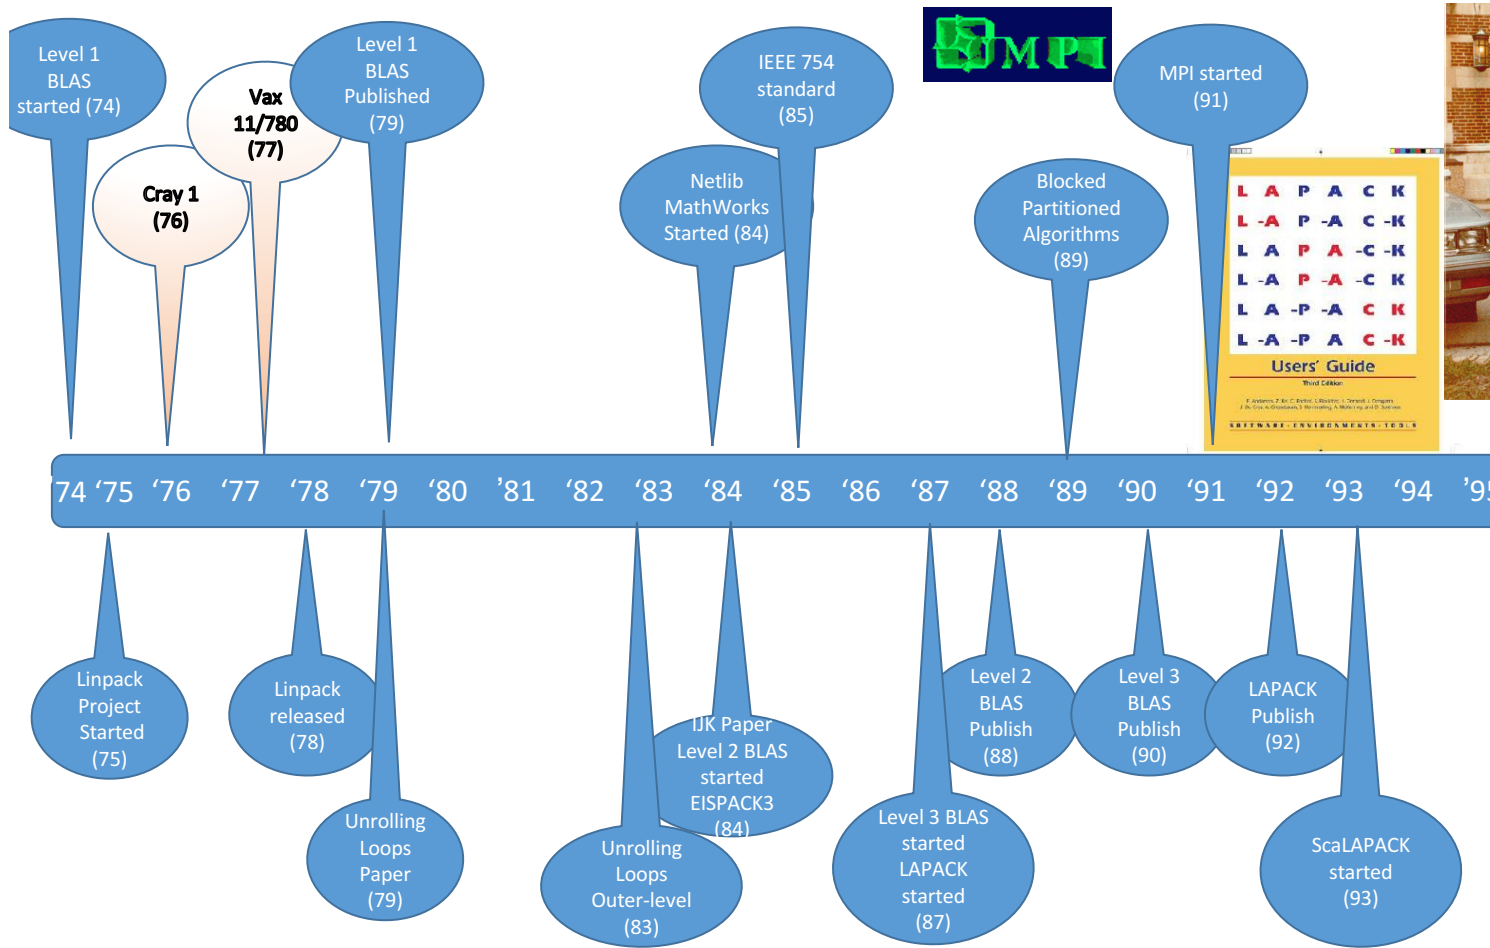 Level 1
BLAS
started (74)
Cray 1
(76)
Vax
11/780
(77)
Level 1
BLAS
Published
(79)
Netlib
MathWorks
Started (84)
IEEE 754
standard
(85)
MPI
Blocked
Partitioned
Algorithms
(89)
MPI started
(91)
L A P A C K
L -A P -A C -K
L A P A -C -K
L -A P -A -C K
L A -P -A C K
L -A -P A C -K
Users' Guide
Third Edition
SOFTWARE · ENVIRONMENTS · TOOLS
'74 ‘75 ‘76 ‘77 ‘78 ‘79 ‘80 ’81 ‘82 ‘83 ‘84 ‘85 ‘86 ‘87 ‘88 ‘89 ‘90 ‘91 ‘92 ‘93 ‘94 ’95
Linpack
Project
Started
(75)
Linpack
released
(78)
Unrolling
Loops
Paper
(79)
Unrolling
Loops
Outer-level
(83)
IJK Paper
Level 2 BLAS
started
EISPACK3
(84)
Level 3 BLAS
started
LAPACK
started
(87)
Level 2
BLAS
Publish
(88)
Level 3
BLAS
Publish
(90)
LAPACK
Publish
(92)
ScaLAPACK
started
(93)